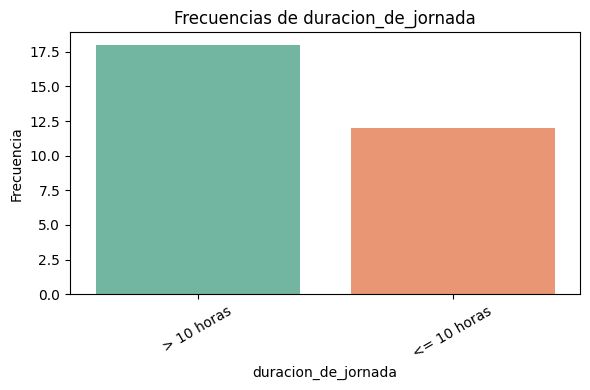 Frecuencias de duracion_de_jornada
Frecuencia
17.5
15.0
12.5
10.0
7.5
5.0
2.5
0.0
> 10 horas
<= 10 horas
duracion_de_jornada